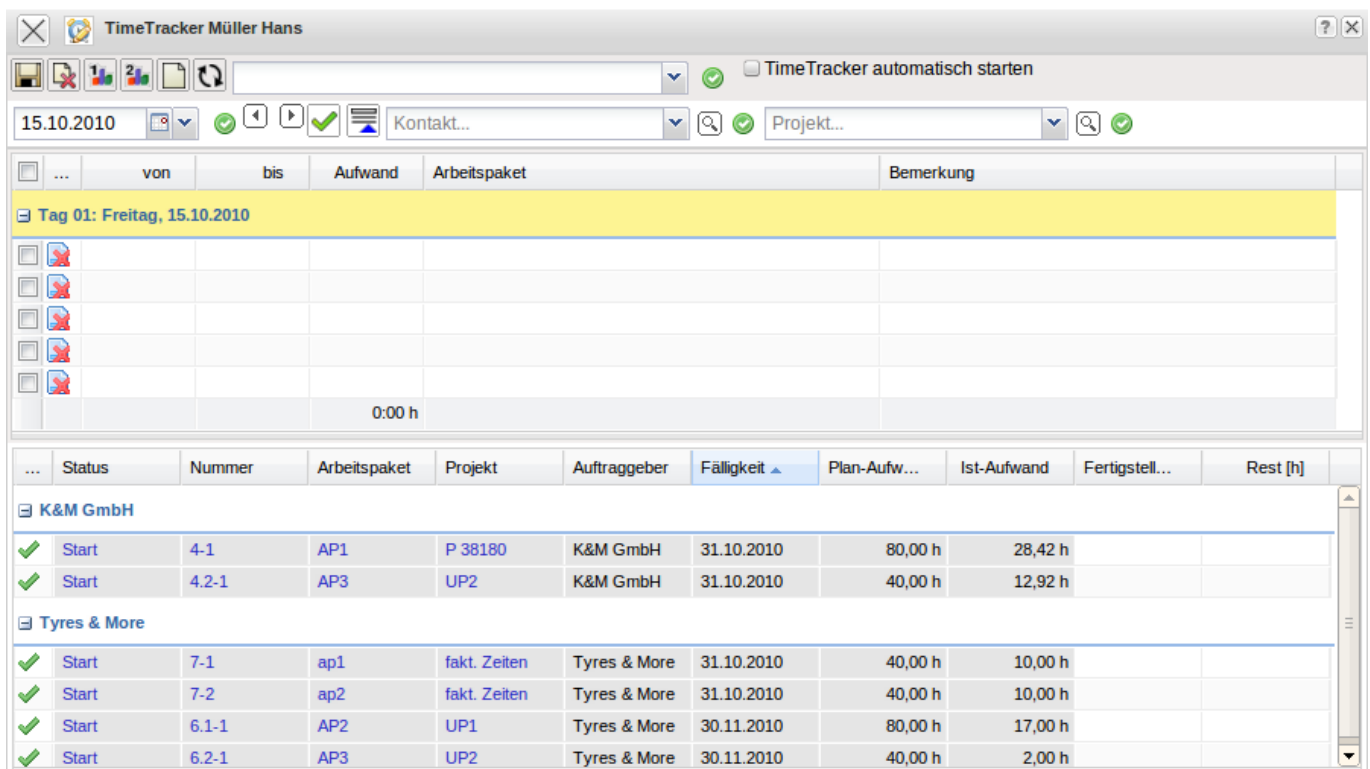 TimeTracker Müller Hans
TimeTracker automatisch starten
15.10.2010 Kontakt... Projekt...
... von bis Aufwand Arbeitspaket Bemerkung
Tag 01: Freitag, 15.10.2010
0:00 h
... Status Nummer Arbeitspaket Projekt Auftraggeber Fälligkeit Plan-Aufw... Ist-Aufwand Fertigstell... Rest [h]
K&M GmbH
Start 4-1 AP1 P 38180 K&M GmbH 31.10.2010 80,00 h 28,42 h
Start 4.2-1 AP3 UP2 K&M GmbH 31.10.2010 40,00 h 12,92 h
Tyres & More
Start 7-1 ap1 fakt. Zeiten Tyres & More 31.10.2010 40,00 h 10,00 h
Start 7-2 ap2 fakt. Zeiten Tyres & More 31.10.2010 40,00 h 10,00 h
Start 6.1-1 AP2 UP1 Tyres & More 30.11.2010 80,00 h 17,00 h
Start 6.2-1 AP3 UP2 Tyres & More 30.11.2010 40,00 h 2,00 h